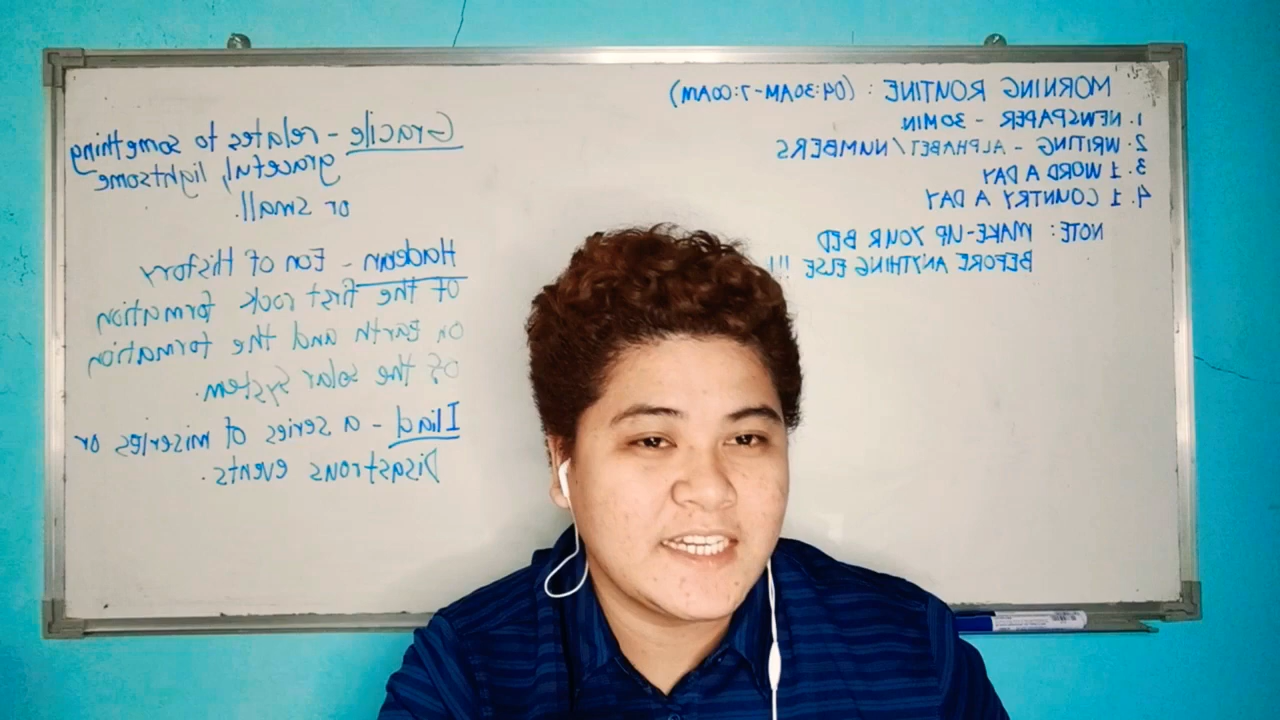 MORNING ROUTINE : (04:30AM-7:00AM)
1. NEWSPAPER - 30MIN
2. WRITING - ALPHABET/NUMBERS
3. 1 WORD A DAY
4. 1 COUNTRY A DAY
NOTE: MAKE-UP YOUR BED
BEFORE ANYTHING ELSE !!!
Gracile - relates to something
graceful, lightsome
or small.
Hadean - Eon of History
of the first rock formation
on Earth and the formation
of the solar system.
Iliad - a series of miseries or
Disastrous events.